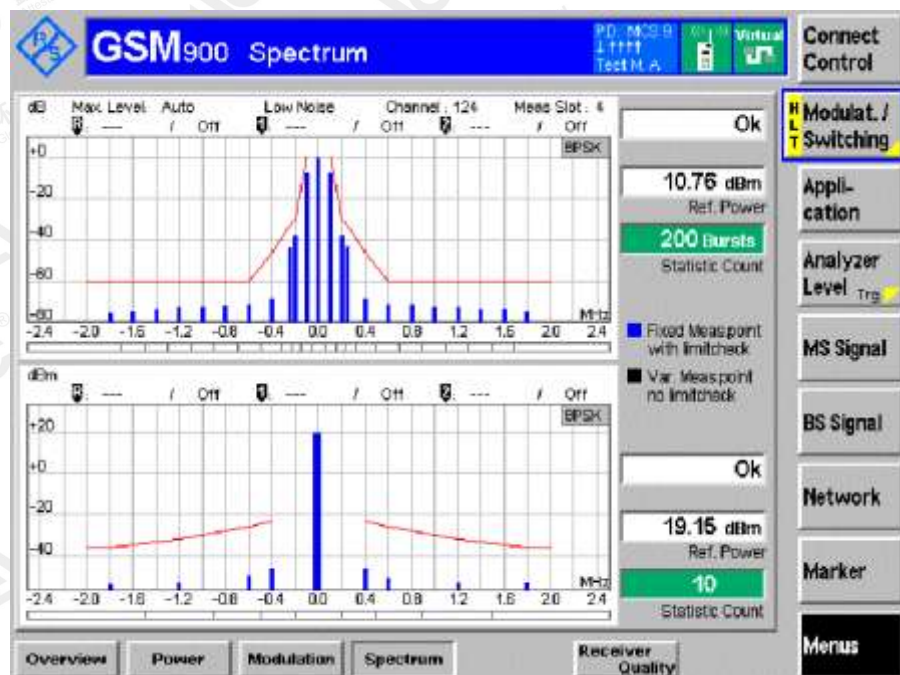 R&S
GSM900 Spectrum
P.D. MCS 9
Test M. A
Virtual
Connect Control
dB Max. Level: Auto Low Noise Channel: 124 Meas Slot: 4
--- / Off 1: --- / Off 2: --- / Off
BPSK
+0
-20
-40
-60
-80
MHz
-2.4 -2.0 -1.6 -1.2 -0.8 -0.4 0.0 0.4 0.8 1.2 1.6 2.0 2.4
Ok
10.76 dBm
Ref. Power
200 Bursts
Statistic Count
Fixed Measpoint
with limitcheck
Var. Measpoint
no limitcheck
dBm
--- / Off 1: --- / Off 2: --- / Off
BPSK
+20
+0
-20
-40
MHz
-2.4 -2.0 -1.6 -1.2 -0.8 -0.4 0.0 0.4 0.8 1.2 1.6 2.0 2.4
Ok
19.15 dBm
Ref. Power
10
Statistic Count
HLT Modulat. /
Switching
Appli-
cation
Analyzer
Level Trg
MS Signal
BS Signal
Network
Marker
Menus
Overview Power Modulation Spectrum Receiver
Quality